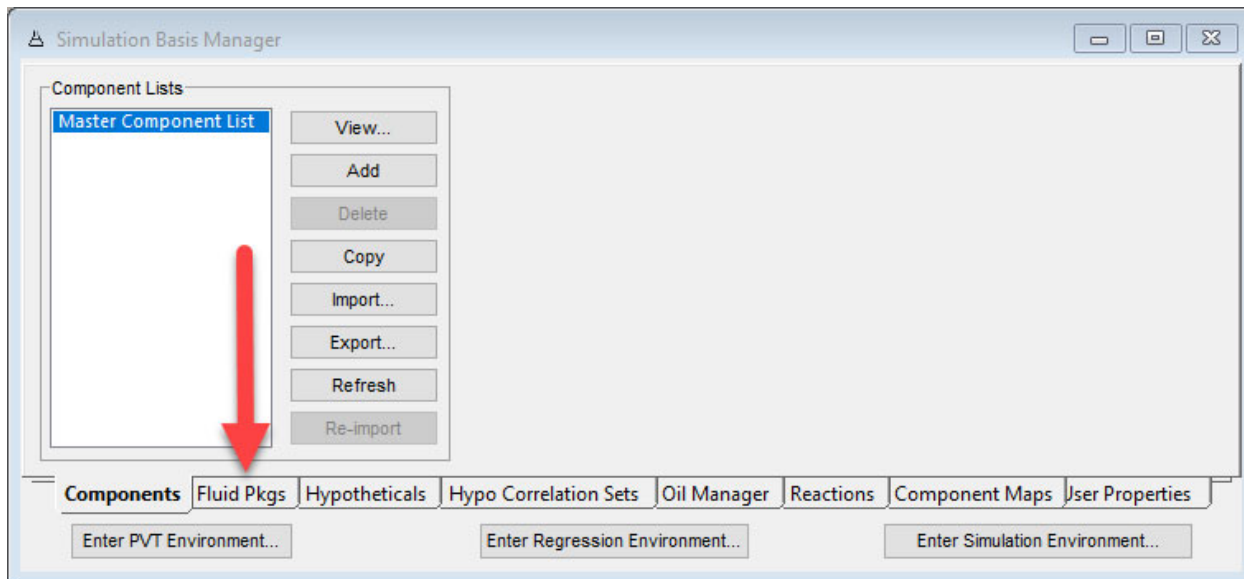 Simulation Basis Manager
Component Lists
Master Component List
View...
Add
Delete
Copy
Import...
Export...
Refresh
Re-import
Components Fluid Pkgs Hypotheticals Hypo Correlation Sets Oil Manager Reactions Component Maps User Properties
Enter PVT Environment... Enter Regression Environment... Enter Simulation Environment...